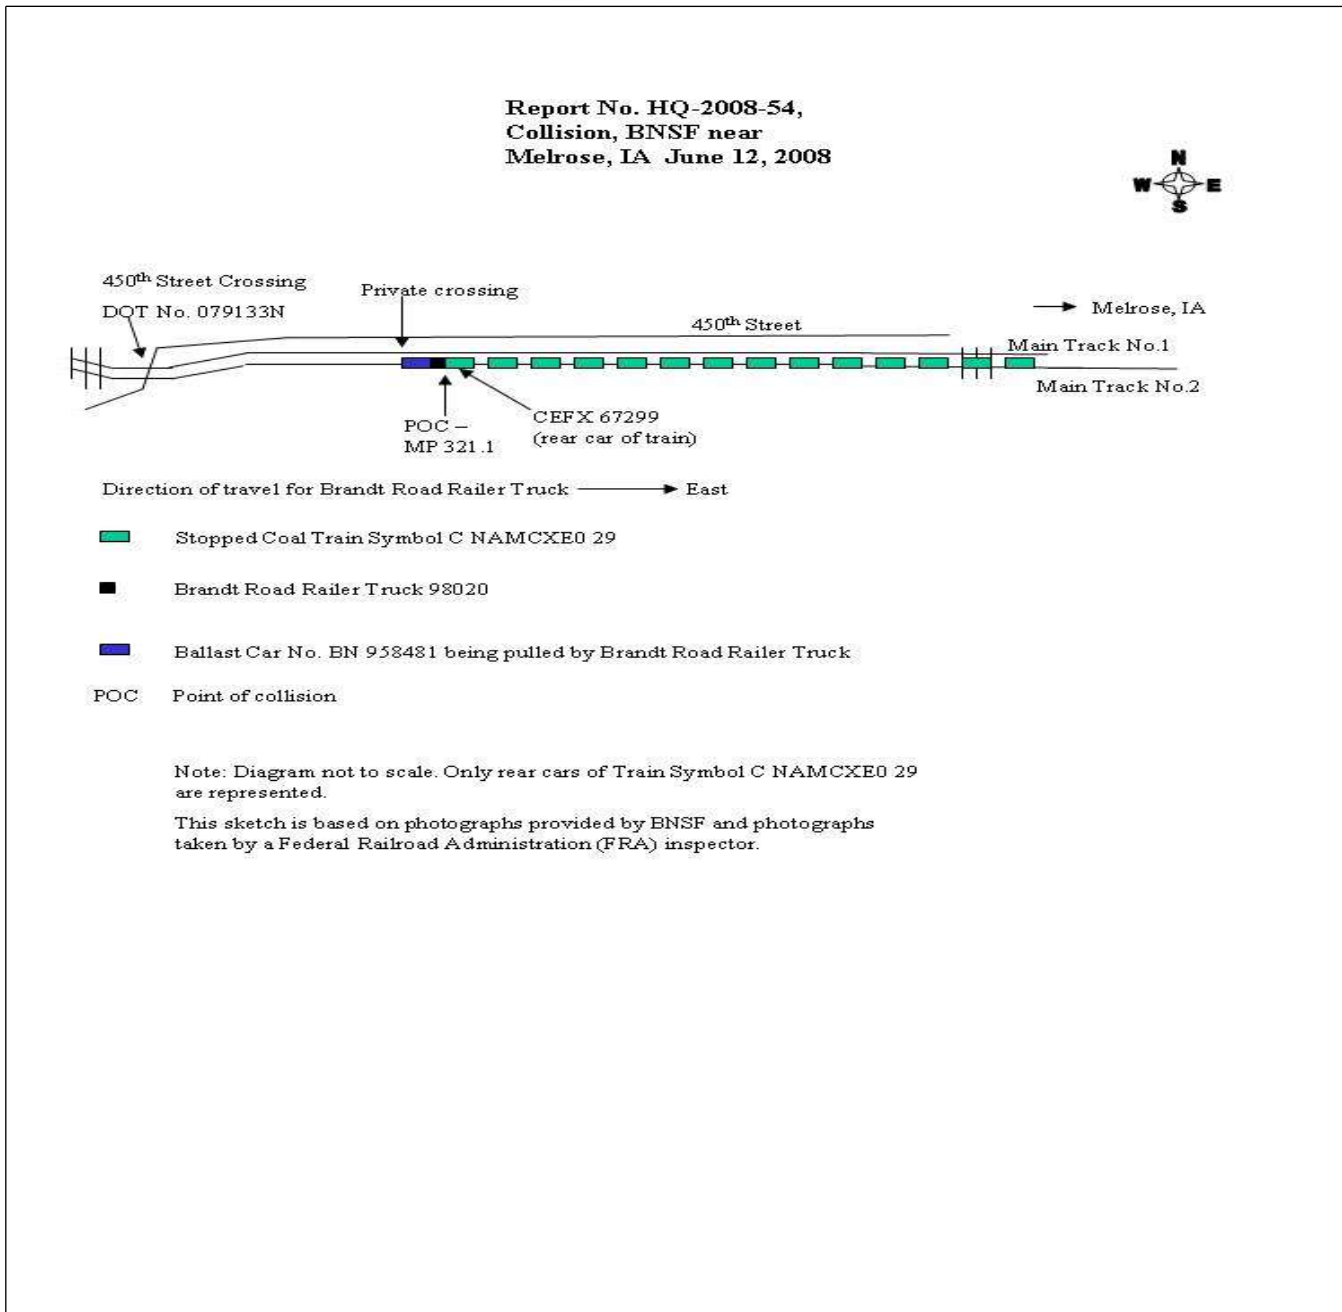 Report No. HQ-2008-54,
Collision, BNSF near
Melrose, IA June 12, 2008
N
W E
S
450th Street Crossing
DOT No. 079133N
Private crossing
450th Street
Melrose, IA
Main Track No.1
Main Track No.2
POC –
MP 321.1
CEFX 67299
(rear car of train)
Direction of travel for Brandt Road Railer Truck East
Stopped Coal Train Symbol C NAMCXE0 29
Brandt Road Railer Truck 98020
Ballast Car No. BN 958481 being pulled by Brandt Road Railer Truck
POC Point of collision
Note: Diagram not to scale. Only rear cars of Train Symbol C NAMCXE0 29
are represented.
This sketch is based on photographs provided by BNSF and photographs
taken by a Federal Railroad Administration (FRA) inspector.